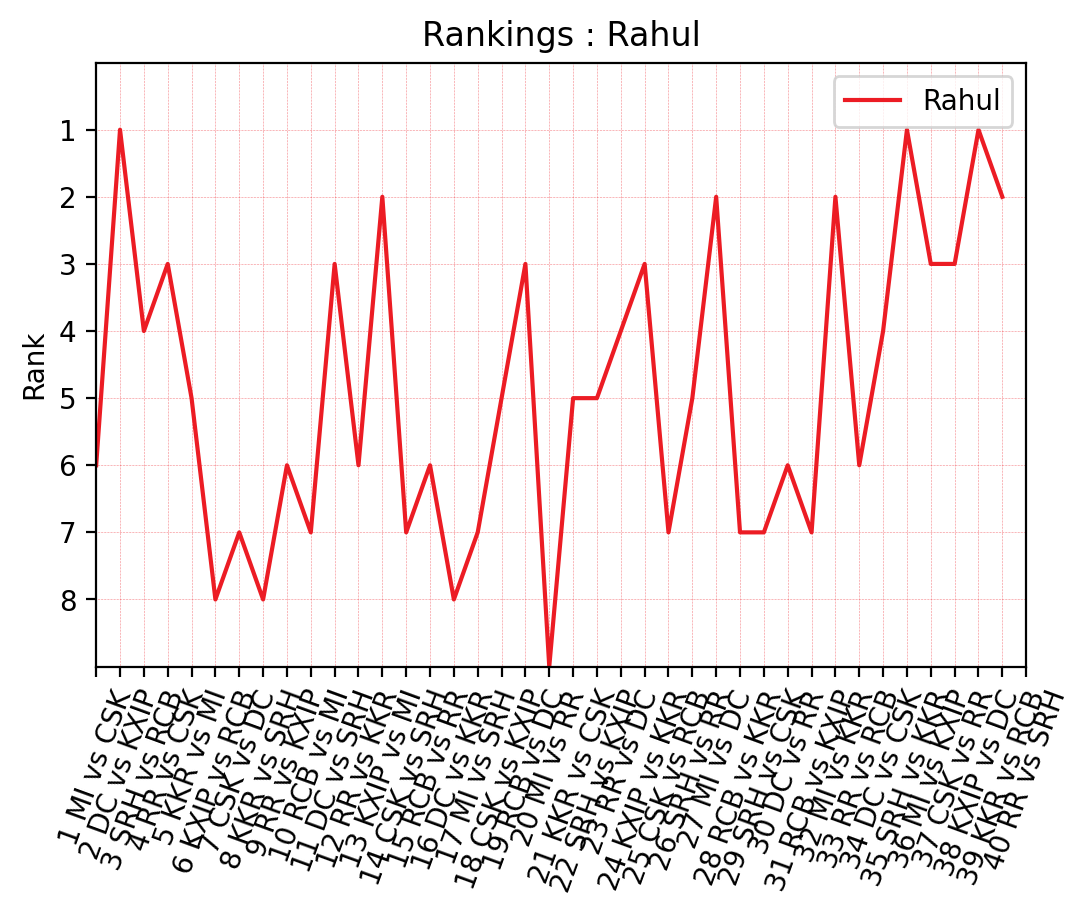 Rankings : Rahul
Rahul
Rank
1
2
3
4
5
6
7
8
1 MI vs CSK
2 DC vs KXIP
3 SRH vs RCB
4 RR vs CSK
5 KKR vs MI
6 KXIP vs RCB
7 CSK vs DC
8 KKR vs SRH
9 RR vs KXIP
10 RCB vs MI
11 DC vs SRH
12 RR vs KKR
13 KXIP vs MI
14 CSK vs SRH
15 RCB vs RR
16 DC vs KKR
17 MI vs SRH
18 CSK vs KXIP
19 RCB vs DC
20 MI vs RR
21 KKR vs CSK
22 SRH vs KXIP
23 RR vs DC
24 KXIP vs KKR
25 CSK vs RCB
26 SRH vs RR
27 MI vs DC
28 RCB vs KKR
29 SRH vs CSK
30 DC vs RR
31 RCB vs KXIP
32 MI vs KKR
33 RR vs RCB
34 DC vs CSK
35 SRH vs KKR
36 MI vs KXIP
37 CSK vs RR
38 KXIP vs DC
39 KKR vs RCB
40 RR vs SRH